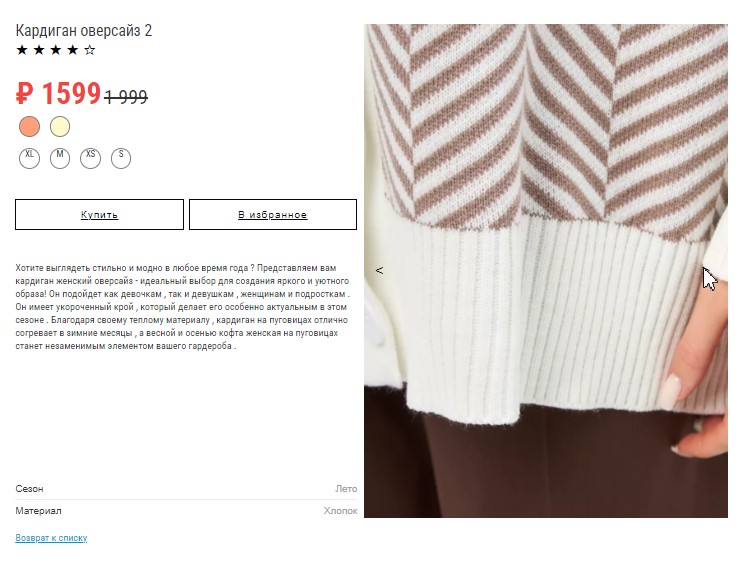 Кардиган оверсайз 2
★ ★ ★ ★ ☆
₽ 1599 1 999
XL M XS S
Купить В избранное
Хотите выглядеть стильно и модно в любое время года ? Представляем вам
кардиган женский оверсайз - идеальный выбор для создания яркого и уютного
образа! Он подойдет как девочкам , так и девушкам , женщинам и подросткам .
Он имеет укороченный крой , который делает его особенно актуальным в этом
сезоне . Благодаря своему теплому материалу , кардиган на пуговицах отлично
согревает в зимние месяцы , а весной и осенью кофта женская на пуговицах
станет незаменимым элементом вашего гардероба .
<
Сезон Лето
Материал Хлопок
Возврат к списку